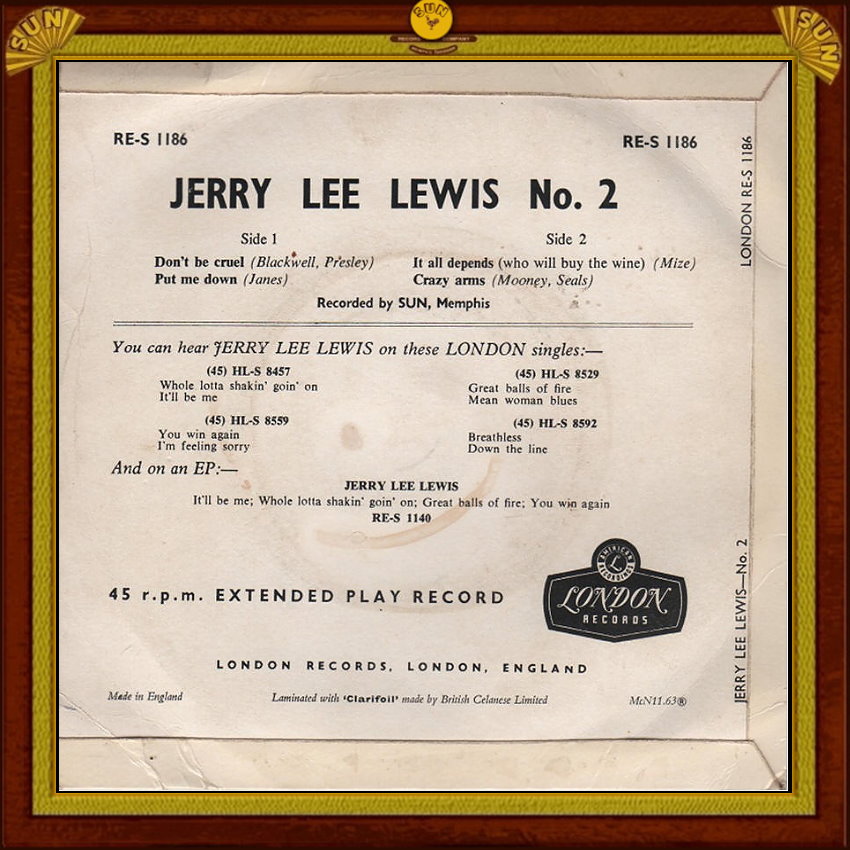 SUN
SUN
RECORD COMPANY
MEMPHIS, TENNESSEE
SUN
RE-S 1186
RE-S 1186
JERRY LEE LEWIS No. 2
Side 1
Don't be cruel (Blackwell, Presley)
Put me down (Janes)
Side 2
It all depends (who will buy the wine) (Mize)
Crazy arms (Mooney, Seals)
Recorded by SUN, Memphis
You can hear JERRY LEE LEWIS on these LONDON singles:—
(45) HL-S 8457
Whole lotta shakin' goin' on
It'll be me
(45) HL-S 8529
Great balls of fire
Mean woman blues
(45) HL-S 8559
You win again
I'm feeling sorry
(45) HL-S 8592
Breathless
Down the line
And on an EP:—
JERRY LEE LEWIS
It'll be me; Whole lotta shakin' goin' on; Great balls of fire; You win again
RE-S 1140
45 r.p.m. EXTENDED PLAY RECORD
AMERICAN
L
RECORDINGS
LONDON
RECORDS
LONDON RECORDS, LONDON, ENGLAND
Made in England
Laminated with 'Clarifoil' made by British Celanese Limited
McN11.63®
LONDON RE-S 1186
JERRY LEE LEWIS—No. 2